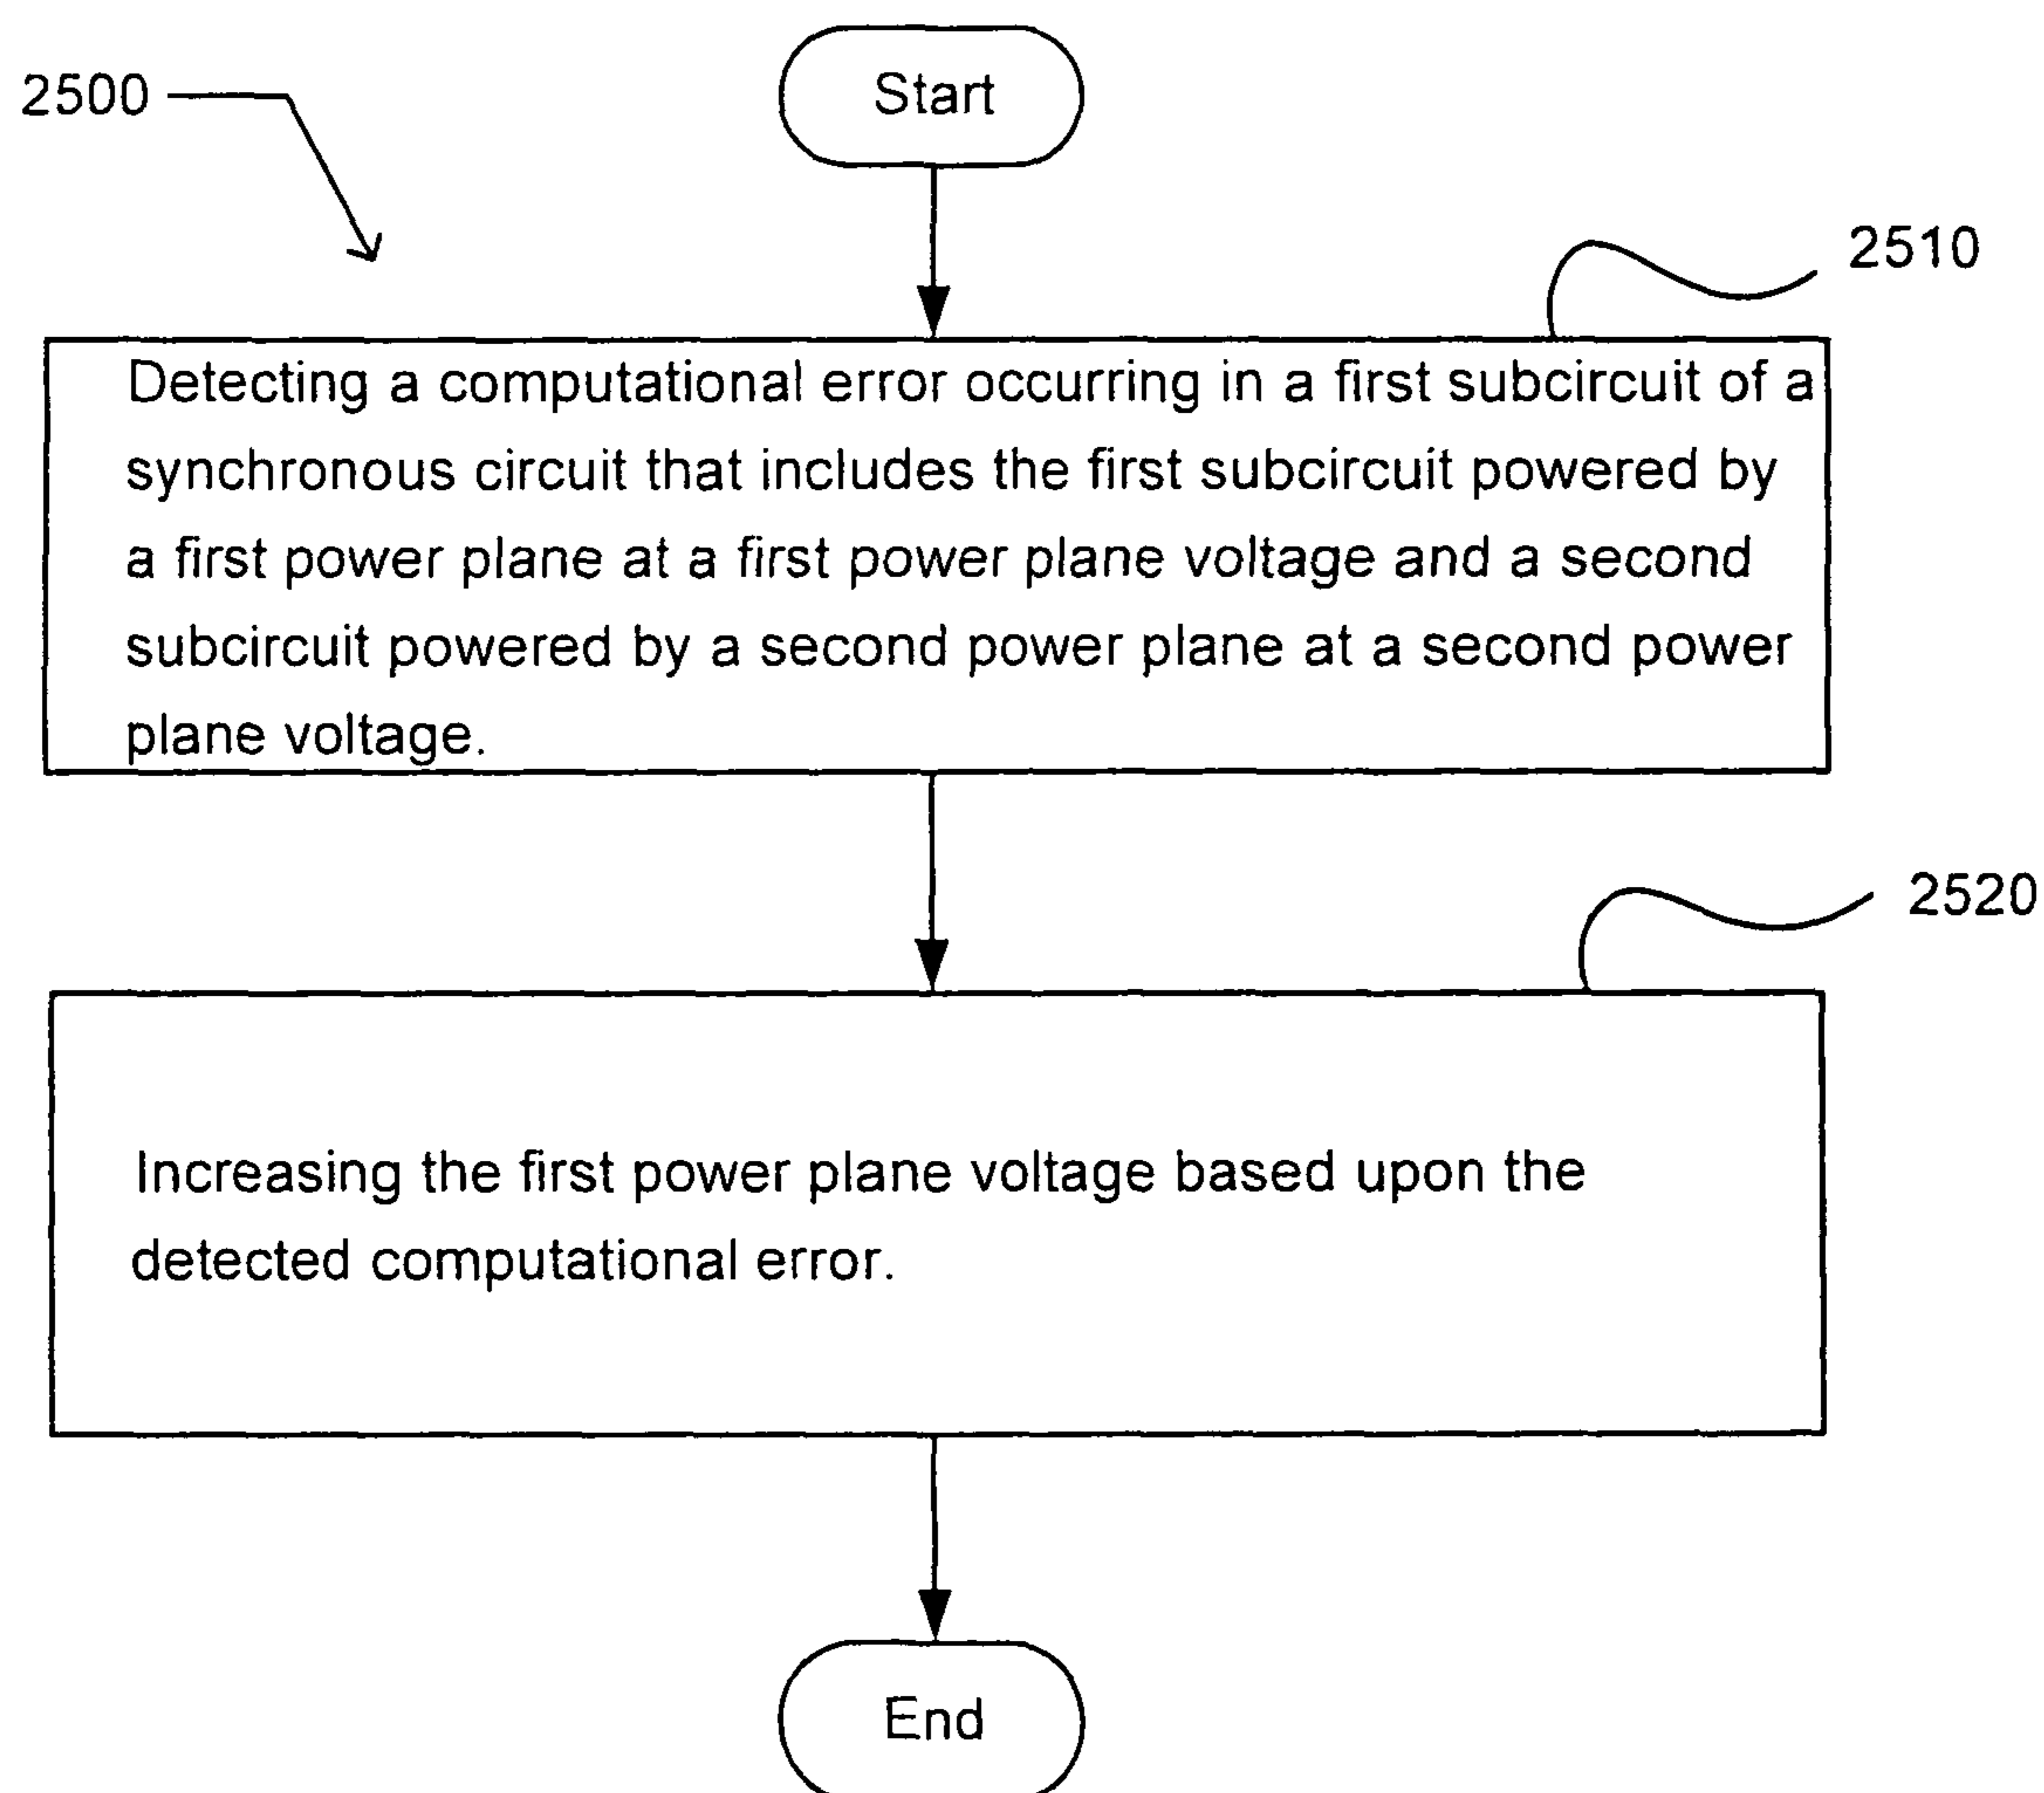 Start
2500
2510
Detecting a computational error occurring in a first subcircuit of a
synchronous circuit that includes the first subcircuit powered by
a first power plane at a first power plane voltage and a second
subcircuit powered by a second power plane at a second power
plane voltage.
2520
Increasing the first power plane voltage based upon the
detected computational error.
End